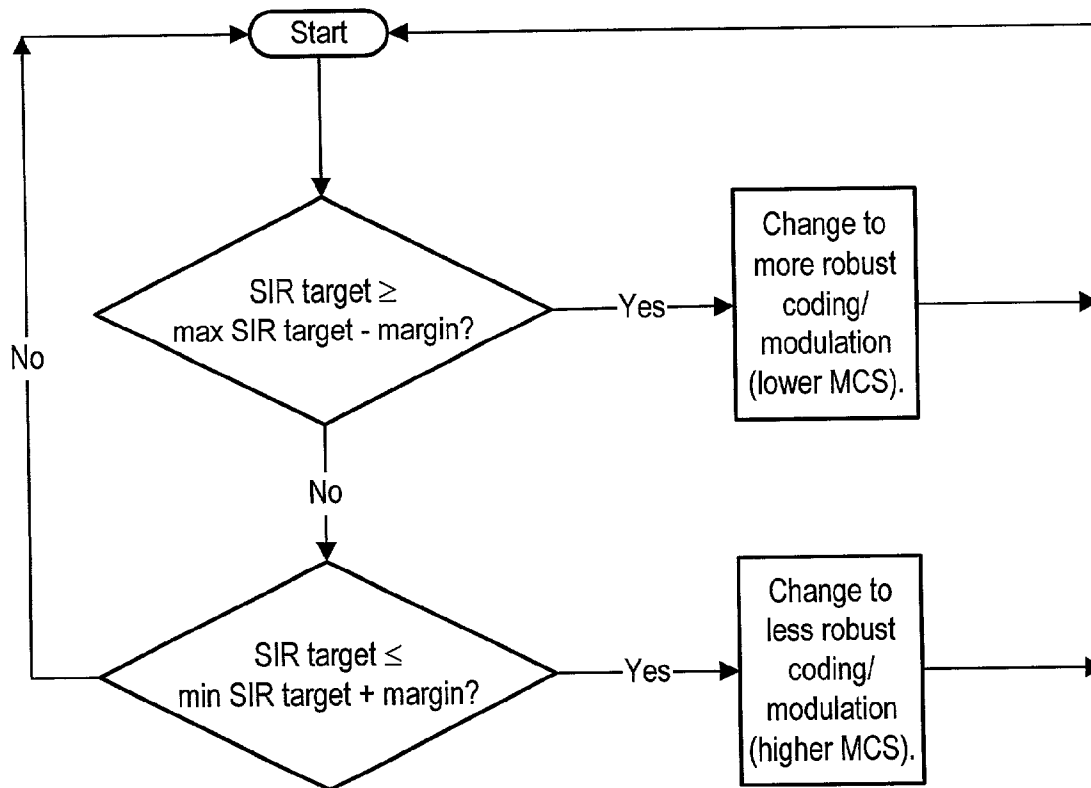 Start
SIR target ≥
max SIR target - margin?
Yes
Change to
more robust
coding/
modulation
(lower MCS).
No
No
SIR target ≤
min SIR target + margin?
Yes
Change to
less robust
coding/
modulation
(higher MCS).